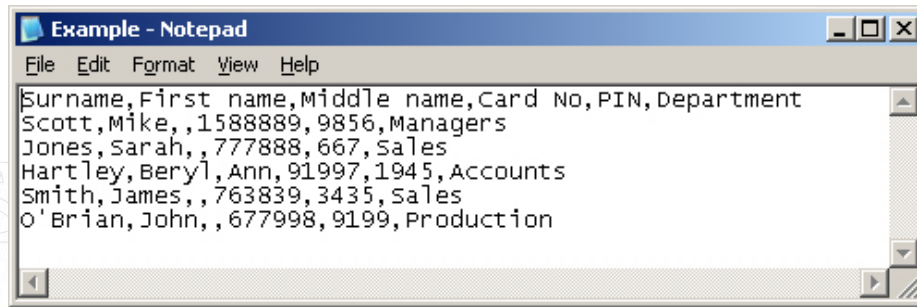 Example - Notepad
File Edit Format View Help
Surname,First name,Middle name,Card No,PIN,Department
Scott,Mike,,1588889,9856,Managers
Jones,Sarah,,777888,667,Sales
Hartley,Beryl,Ann,91997,1945,Accounts
Smith,James,,763839,3435,Sales
O'Brian,John,,677998,9199,Production